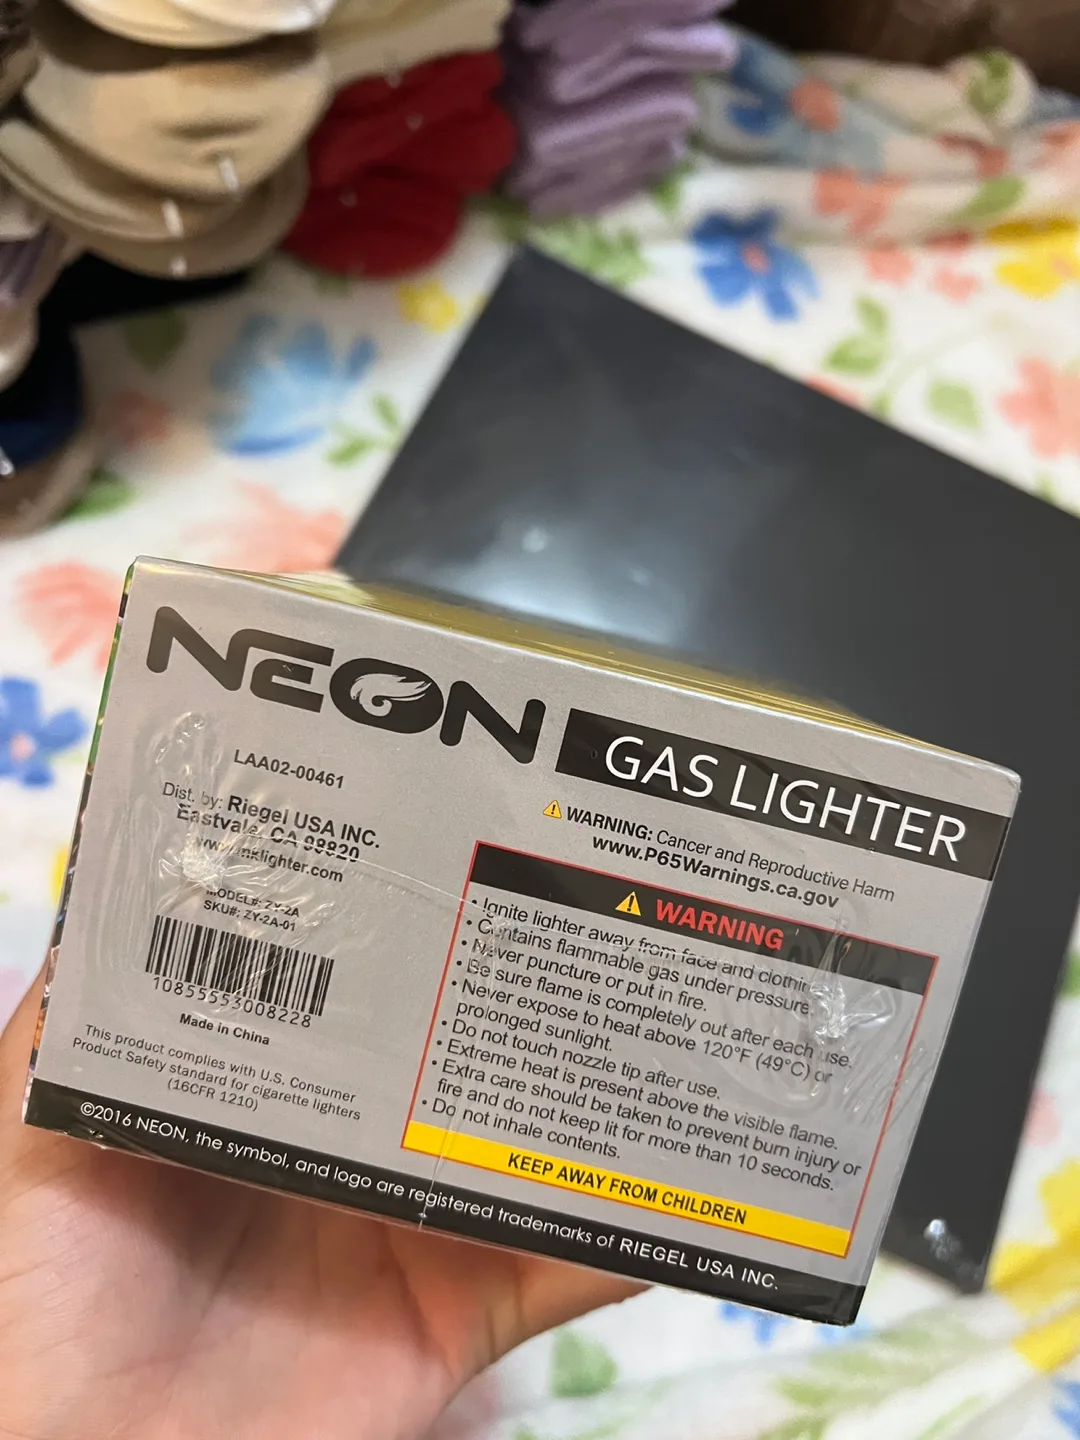 NEON
GAS LIGHTER
LAA02-00461
Dist. by: Riegel USA INC.
Eastvale, CA
mklighter.com
MODEL#: ZY-2A
SKU#: ZY-2A-01
10855553008228
Made in China
This product complies with U.S. Consumer
Product Safety standard for cigarette lighters
(16CFR 1210)
⚠ WARNING: Cancer and Reproductive Harm
www.P65Warnings.ca.gov
⚠ WARNING
• Ignite lighter away from face and clothing.
• Contains flammable gas under pressure.
• Never puncture or put in fire.
• Be sure flame is completely out after each use.
• Never expose to heat above 120°F (49°C) or
prolonged sunlight.
• Do not touch nozzle tip after use.
• Extreme heat is present above the visible flame.
• Extra care should be taken to prevent burn injury or
fire and do not keep lit for more than 10 seconds.
• Do not inhale contents.
KEEP AWAY FROM CHILDREN
©2016 NEON, the symbol, and logo are registered trademarks of RIEGEL USA INC.